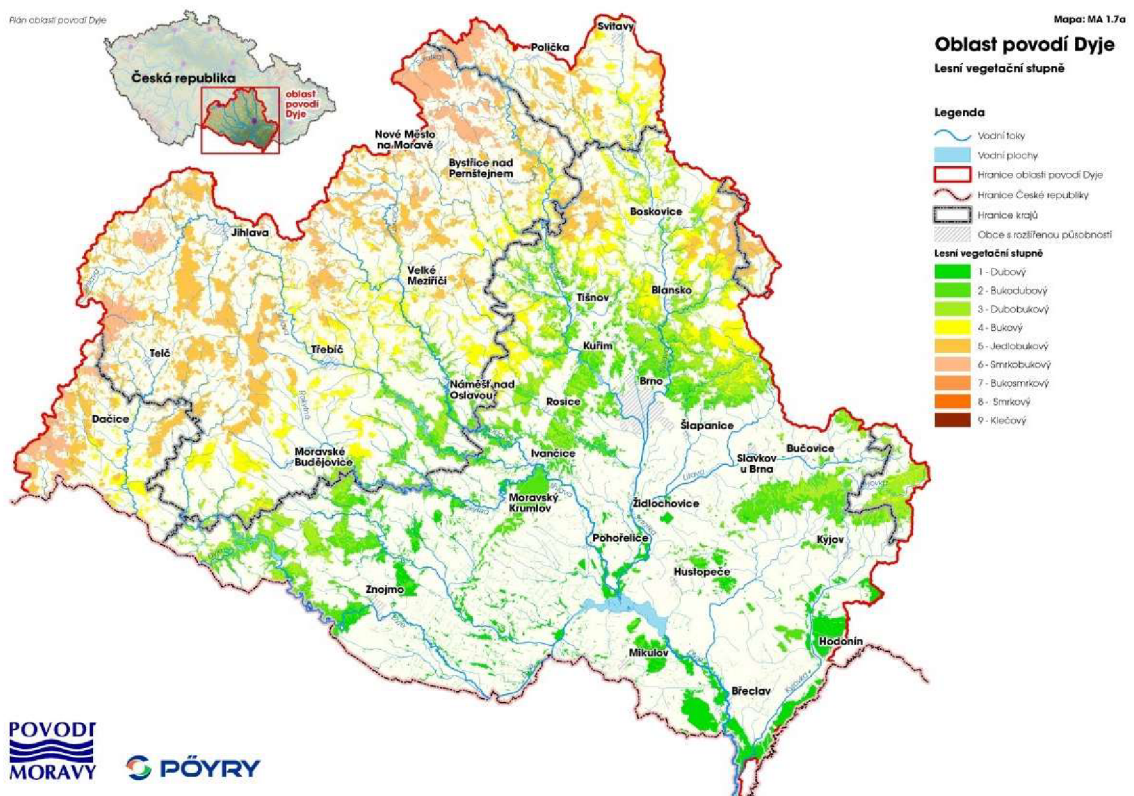 Plán oblasti povodí Dyje
Česká republika
oblast
povodí
Dyje
Mapa: MA 1.7a
Oblast povodí Dyje
Lesní vegetační stupně
Legenda
Vodní toky
Vodní plochy
Hranice oblasti povodí Dyje
Hranice České republiky
Hranice krajů
Obce s rozšířenou působností
Lesní vegetační stupně
1 - Dubový
2 - Bukodubový
3 - Dubobukový
4 - Bukový
5 - Jedlobukový
6 - Smrkobukový
7 - Bukosmrkový
8 - Smrkový
9 - Klečový
Svitavy
Polička
Nové Město
na Moravě
Bystřice nad
Pernštejnem
Boskovice
Jihlava
Velké
Meziříčí
Tišnov
Blansko
Telč
Třebíč
Kuřim
Brno
Náměšť nad
Oslavou
Rosice
Šlapanice
Dačice
Rokytná
Moravské
Budějovice
Ivančice
Slavkov
u Brna
Bučovice
Litava
Moravský
Krumlov
Židlochovice
Pohořelice
Kyjov
Hustopeče
Znojmo
Dyje
Hodonín
Mikulov
Břeclav
Kyjovka
POVODÍ
MORAVY
PÖYRY